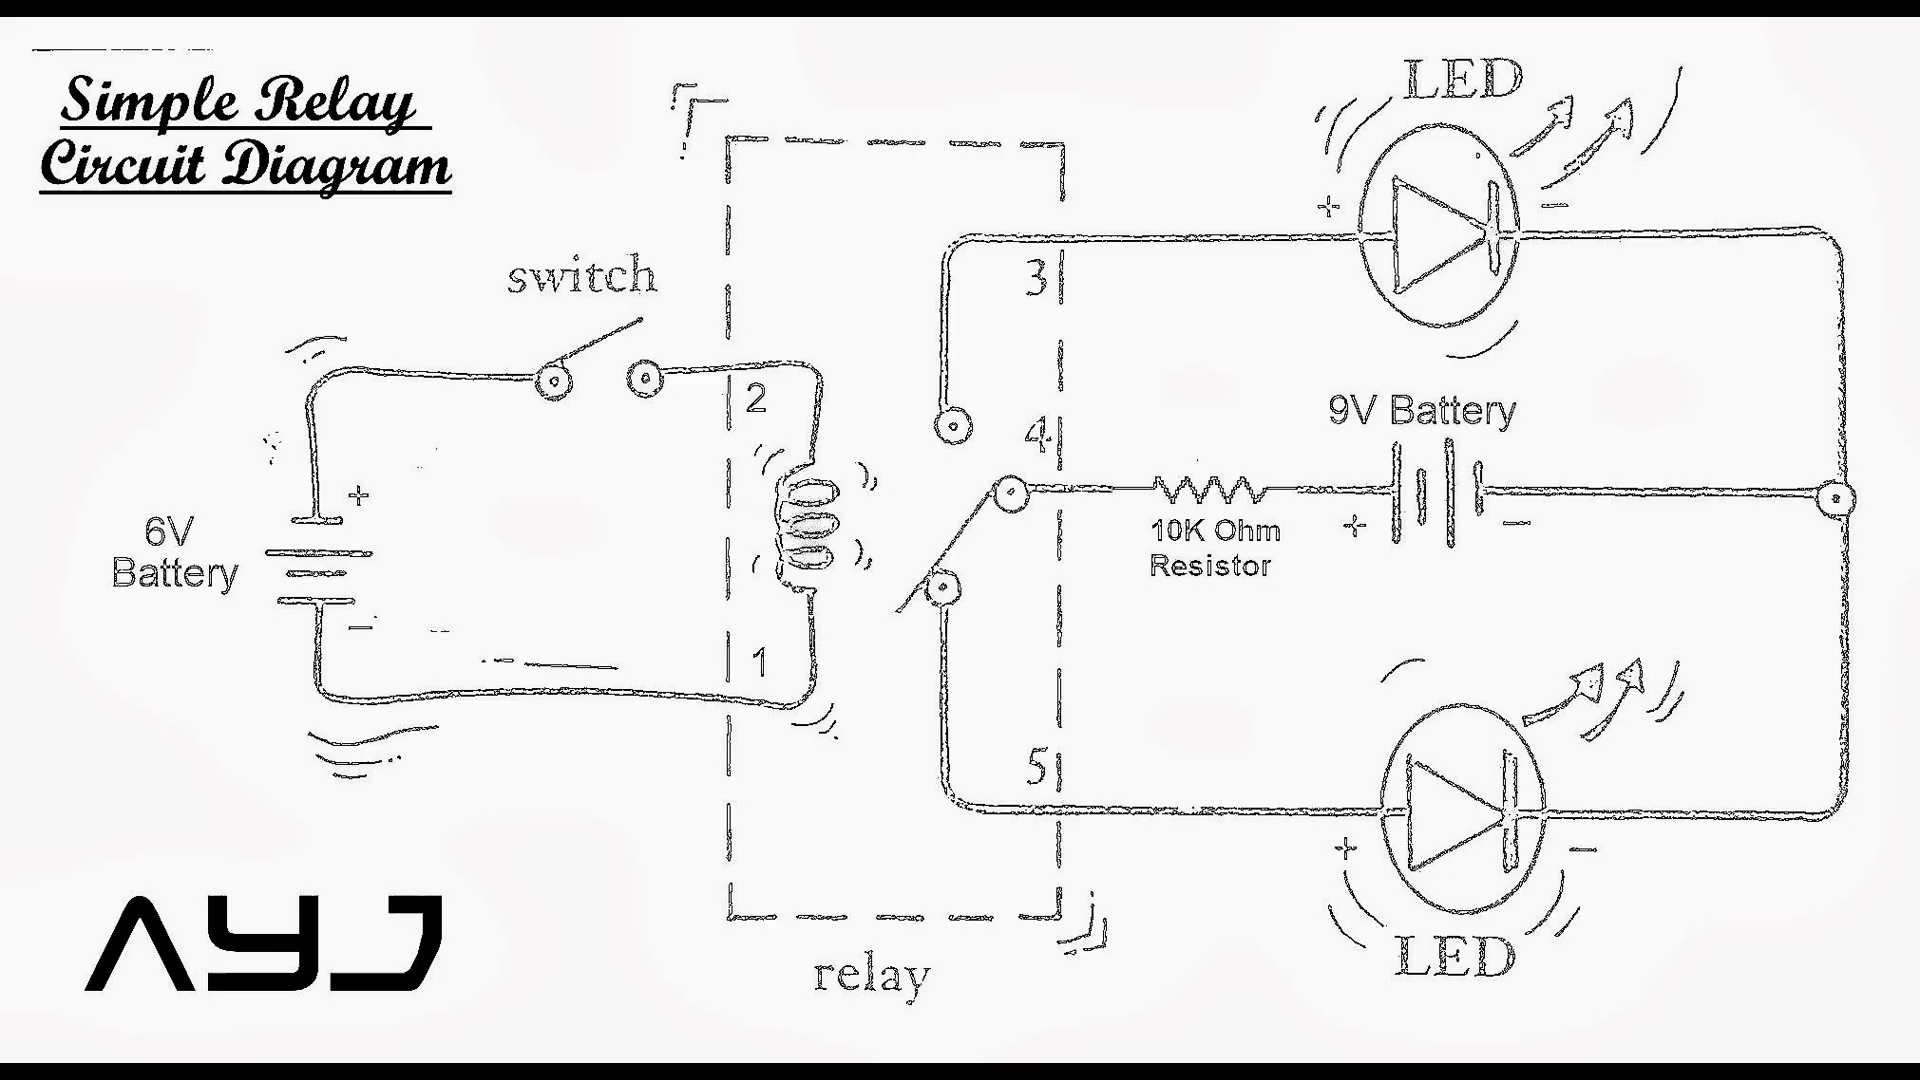 Simple Relay
Circuit Diagram
LED
switch
3
+
−
2
4
9V Battery
+
6V
Battery
10K Ohm
Resistor
+
−
−
1
5
+
−
LED
relay
AYJ